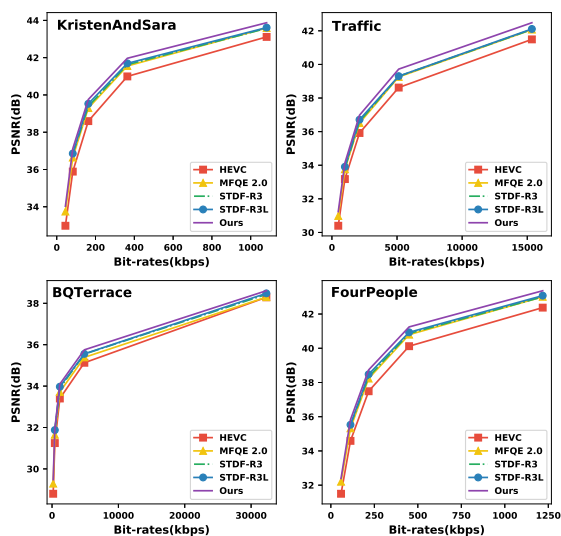 KristenAndSara
PSNR(dB)
44
42
40
38
36
34
0 200 400 600 800 1000
Bit-rates(kbps)
HEVC
MFQE 2.0
STDF-R3
STDF-R3L
Ours
Traffic
PSNR(dB)
42
40
38
36
34
32
30
0 5000 10000 15000
Bit-rates(kbps)
HEVC
MFQE 2.0
STDF-R3
STDF-R3L
Ours
BQTerrace
PSNR(dB)
38
36
34
32
30
0 10000 20000 30000
Bit-rates(kbps)
HEVC
MFQE 2.0
STDF-R3
STDF-R3L
Ours
FourPeople
PSNR(dB)
42
40
38
36
34
32
0 250 500 750 1000 1250
Bit-rates(kbps)
HEVC
MFQE 2.0
STDF-R3
STDF-R3L
Ours